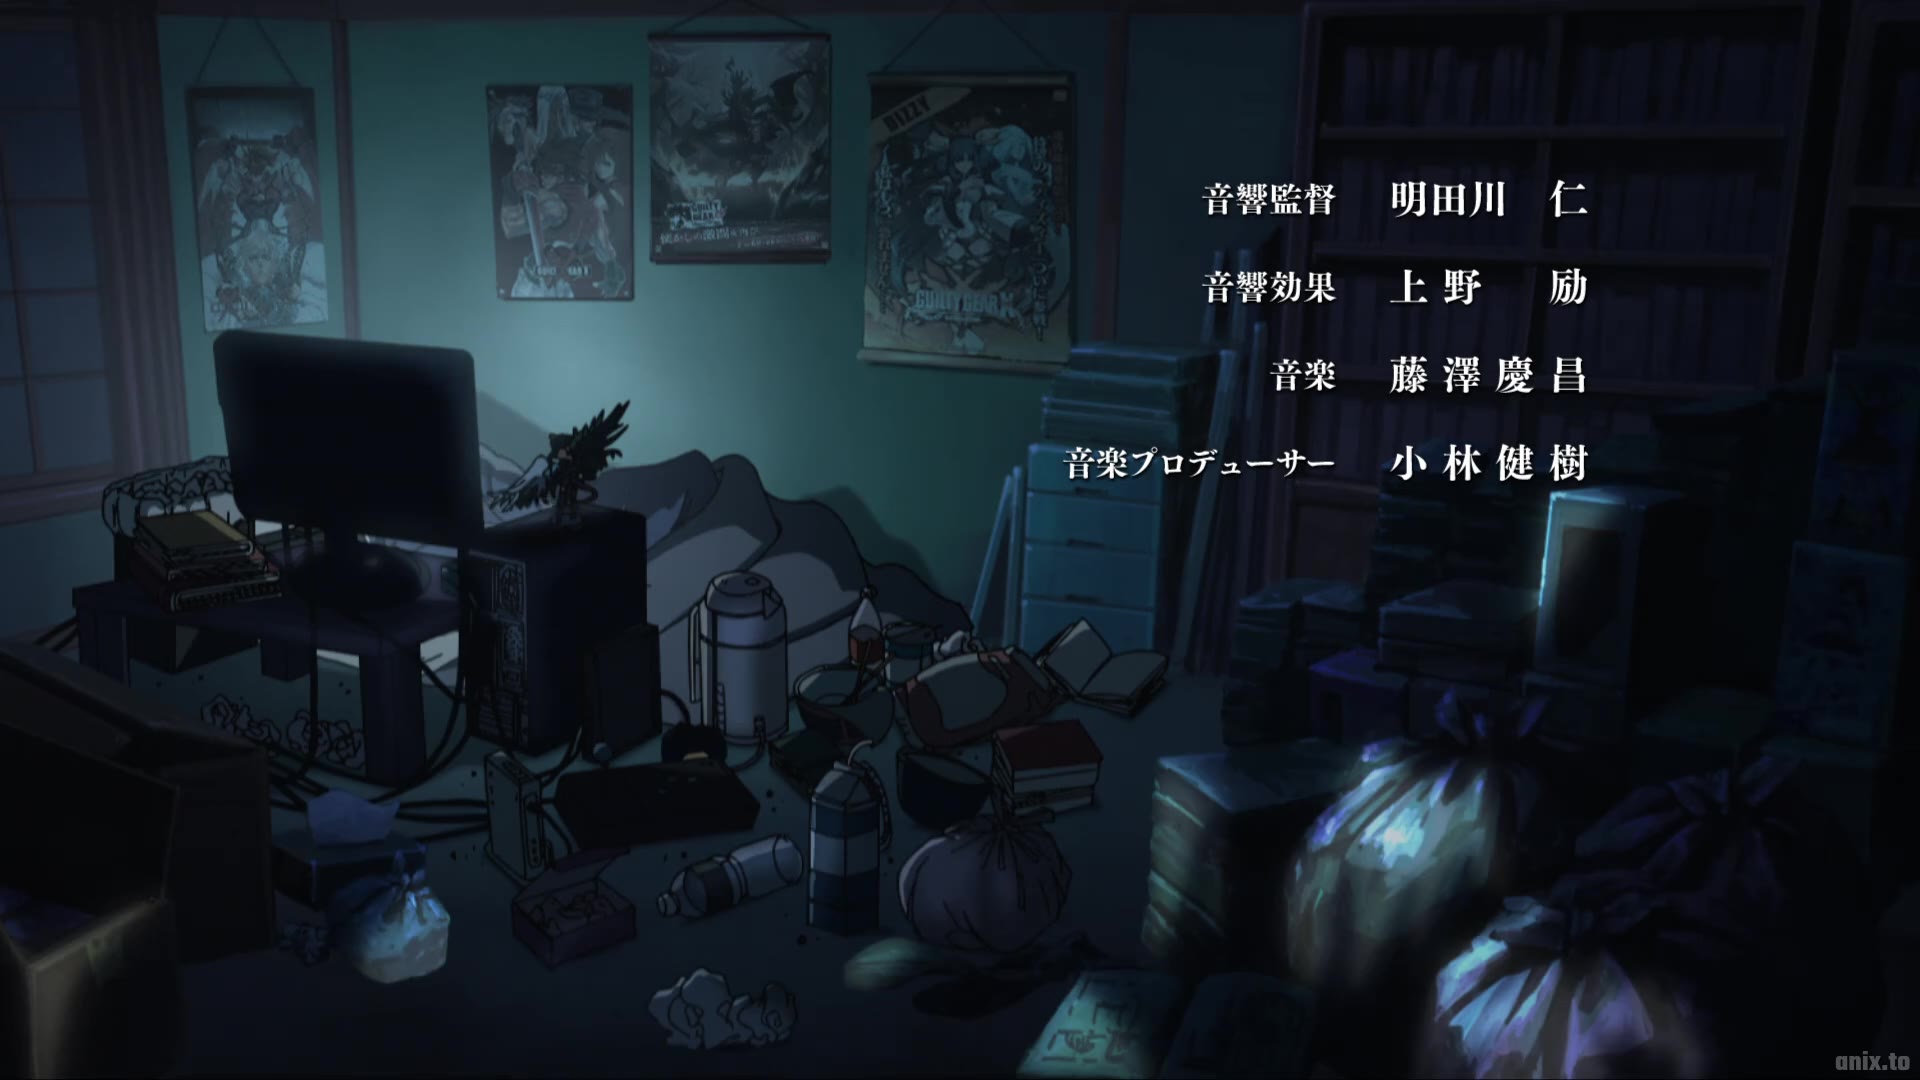 DIZZY
GUILTY GEAR X
音響監督 明田川 仁
音響効果 上野 励
音楽 藤澤慶昌
音楽プロデューサー 小林健樹
anix.to